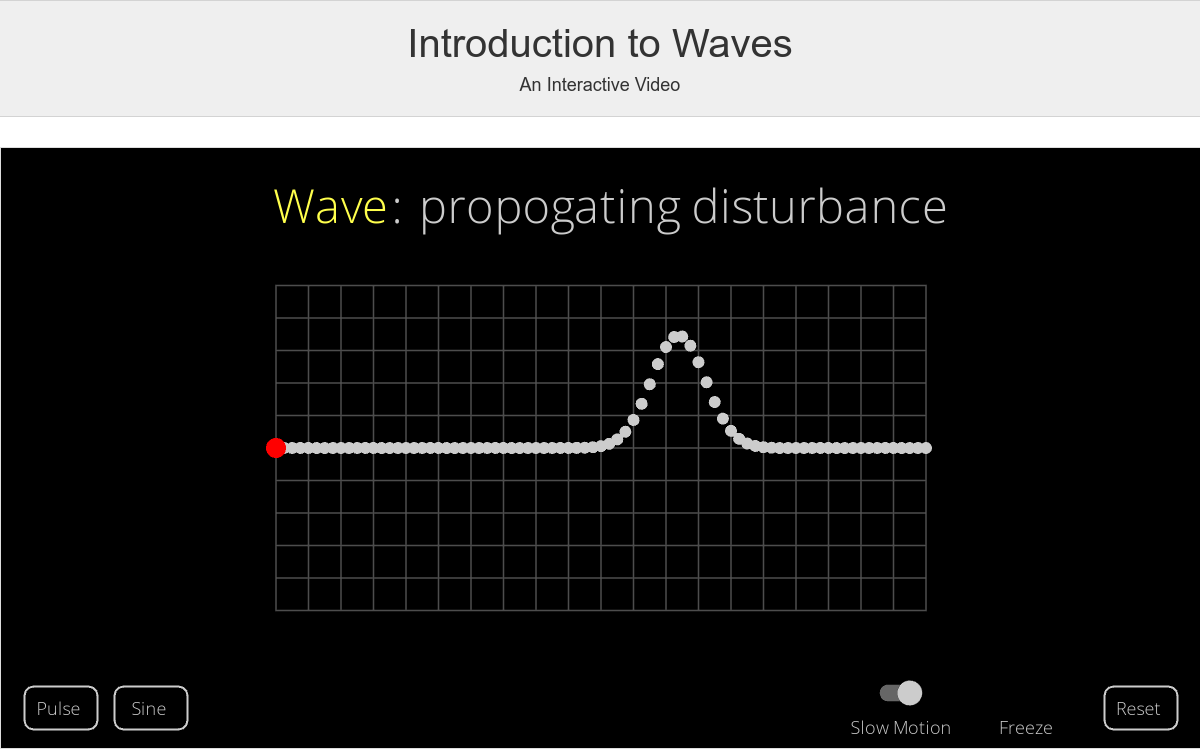 Introduction to Waves
An Interactive Video
Wave: propogating disturbance
Pulse
Sine
Slow Motion
Freeze
Reset